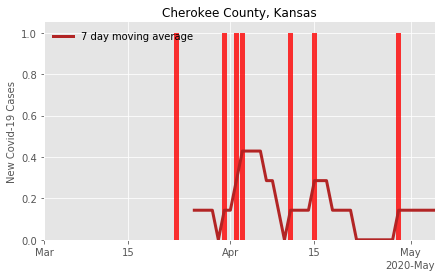 Cherokee County, Kansas
7 day moving average
New Covid-19 Cases
1.0
0.8
0.6
0.4
0.2
0.0
Mar
15
Apr
15
May
2020-May